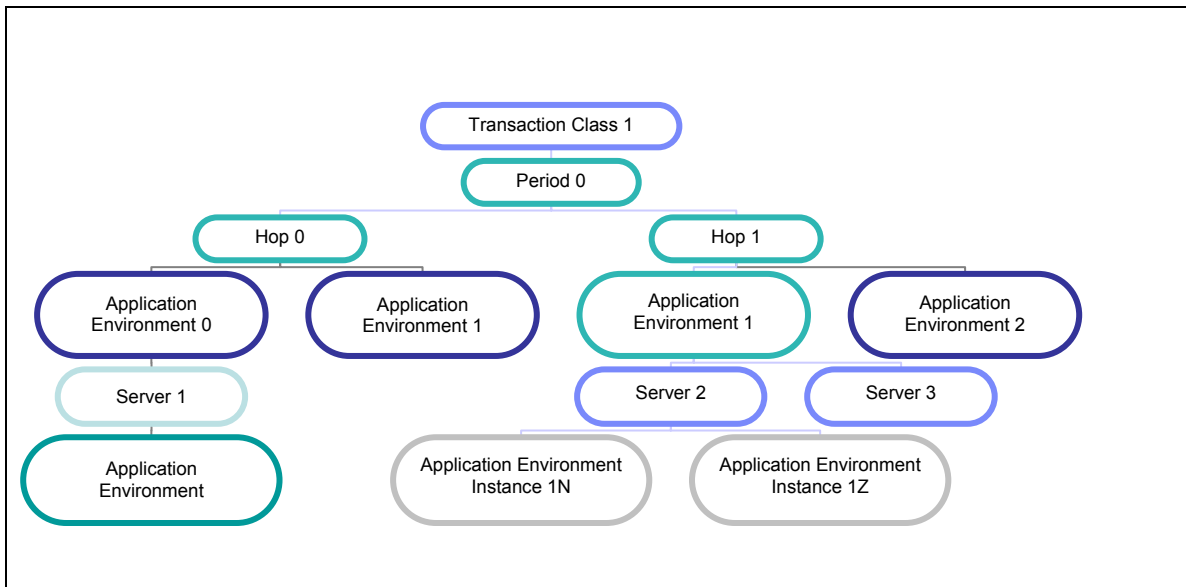 Transaction Class 1
Period 0
Hop 0
Hop 1
Application
Environment 0
Application
Environment 1
Application
Environment 1
Application
Environment 2
Server 1
Server 2
Server 3
Application
Environment
Application Environment
Instance 1N
Application Environment
Instance 1Z